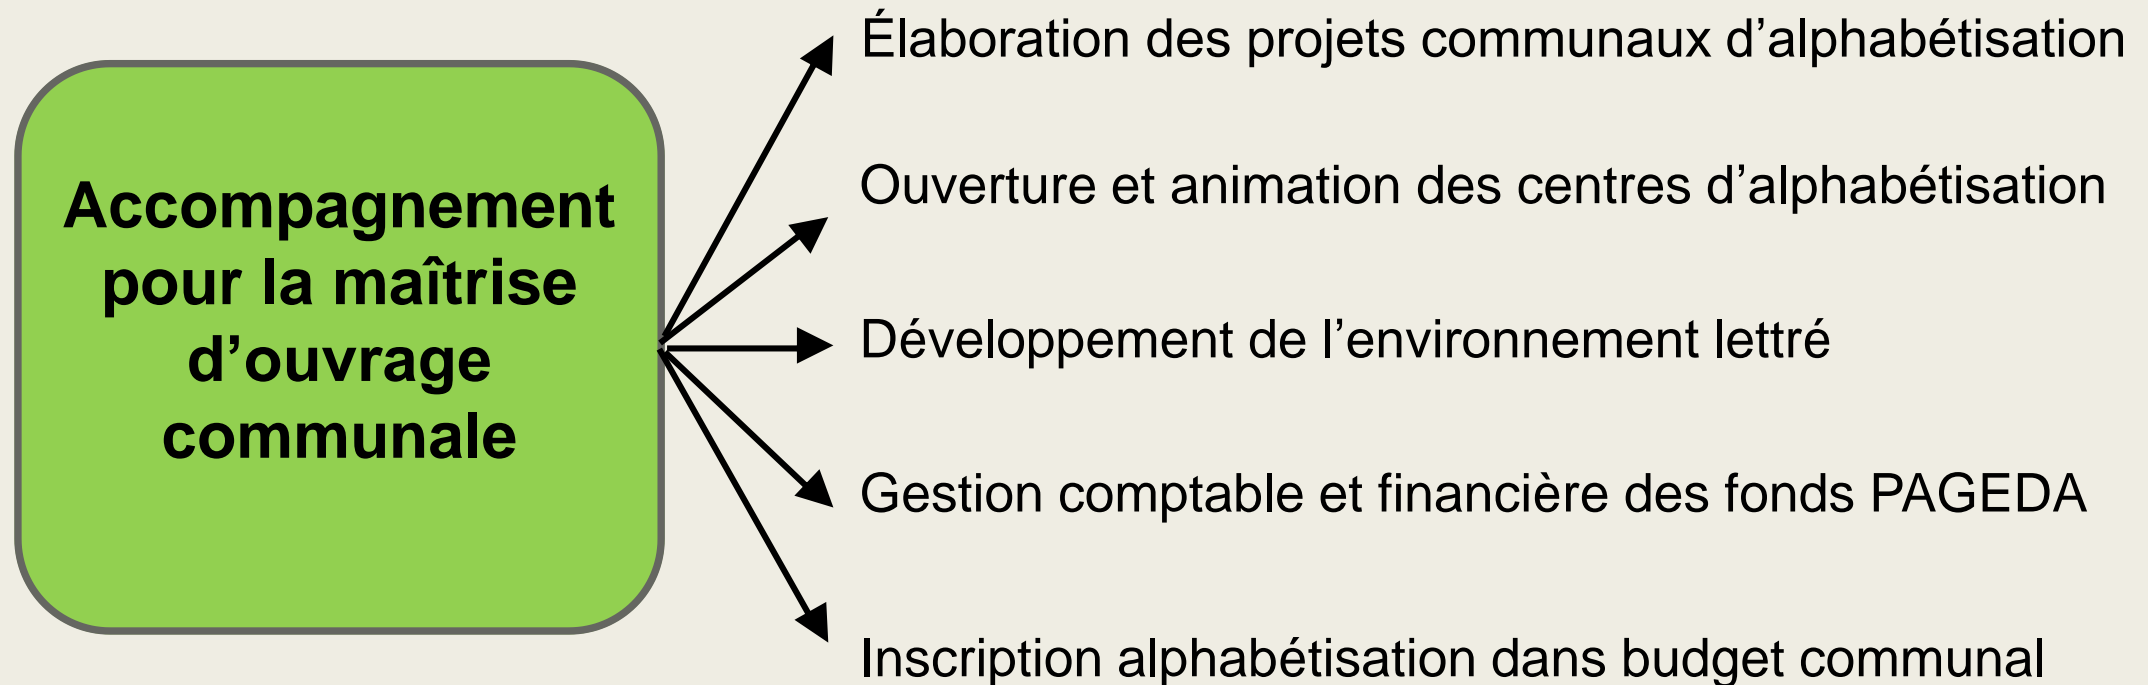 Accompagnement
pour la maîtrise
d’ouvrage
communale
Élaboration des projets communaux d’alphabétisation
Ouverture et animation des centres d’alphabétisation
Développement de l’environnement lettré
Gestion comptable et financière des fonds PAGEDA
Inscription alphabétisation dans budget communal